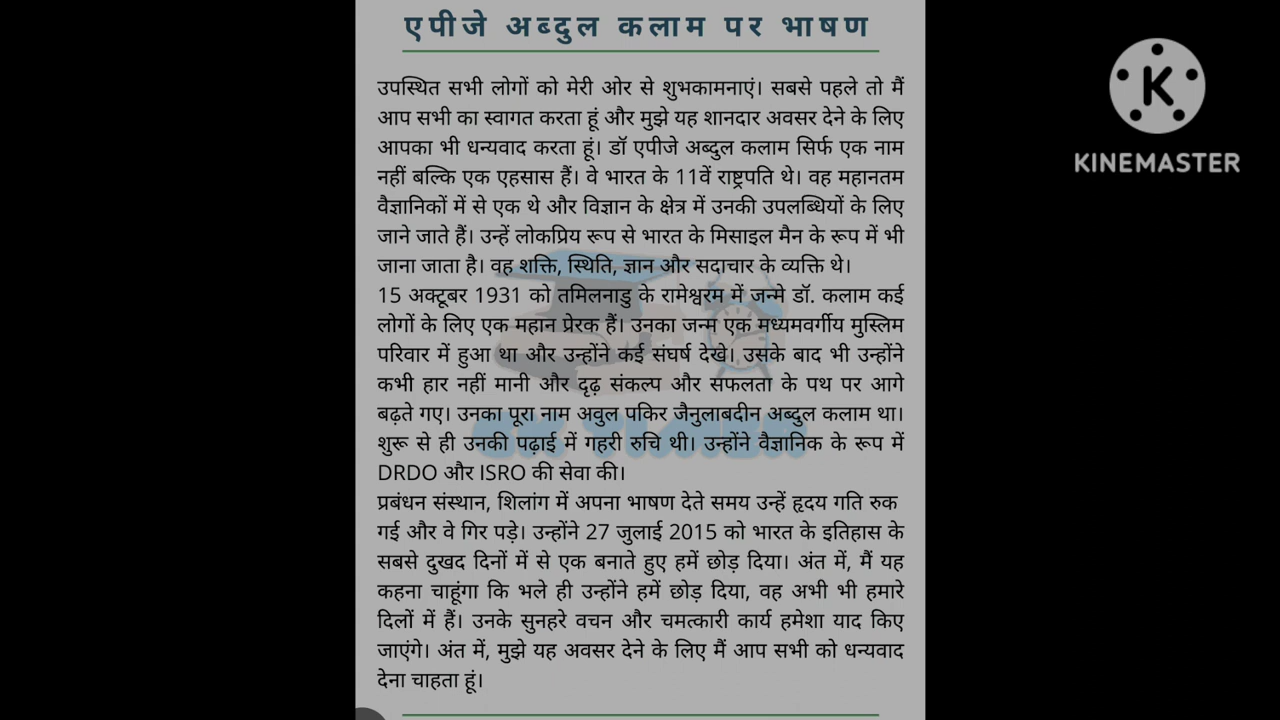 एपीजे अब्दुल कलाम पर भाषण
उपस्थित सभी लोगों को मेरी ओर से शुभकामनाएं। सबसे पहले तो मैं
आप सभी का स्वागत करता हूं और मुझे यह शानदार अवसर देने के लिए
आपका भी धन्यवाद करता हूं। डॉ एपीजे अब्दुल कलाम सिर्फ एक नाम
नहीं बल्कि एक एहसास हैं। वे भारत के 11वें राष्ट्रपति थे। वह महानतम
वैज्ञानिकों में से एक थे और विज्ञान के क्षेत्र में उनकी उपलब्धियों के लिए
जाने जाते हैं। उन्हें लोकप्रिय रूप से भारत के मिसाइल मैन के रूप में भी
जाना जाता है। वह शक्ति, स्थिति, ज्ञान और सदाचार के व्यक्ति थे।
15 अक्टूबर 1931 को तमिलनाडु के रामेश्वरम में जन्मे डॉ. कलाम कई
लोगों के लिए एक महान प्रेरक हैं। उनका जन्म एक मध्यमवर्गीय मुस्लिम
परिवार में हुआ था और उन्होंने कई संघर्ष देखे। उसके बाद भी उन्होंने
कभी हार नहीं मानी और दृढ़ संकल्प और सफलता के पथ पर आगे
बढ़ते गए। उनका पूरा नाम अवुल पकिर जैनुलाबदीन अब्दुल कलाम था।
शुरू से ही उनकी पढ़ाई में गहरी रुचि थी। उन्होंने वैज्ञानिक के रूप में
DRDO और ISRO की सेवा की।
प्रबंधन संस्थान, शिलांग में अपना भाषण देते समय उन्हें हृदय गति रुक
गई और वे गिर पड़े। उन्होंने 27 जुलाई 2015 को भारत के इतिहास के
सबसे दुखद दिनों में से एक बनाते हुए हमें छोड़ दिया। अंत में, मैं यह
कहना चाहूंगा कि भले ही उन्होंने हमें छोड़ दिया, वह अभी भी हमारे
दिलों में हैं। उनके सुनहरे वचन और चमत्कारी कार्य हमेशा याद किए
जाएंगे। अंत में, मुझे यह अवसर देने के लिए मैं आप सभी को धन्यवाद
देना चाहता हूं।
K
KINEMASTER